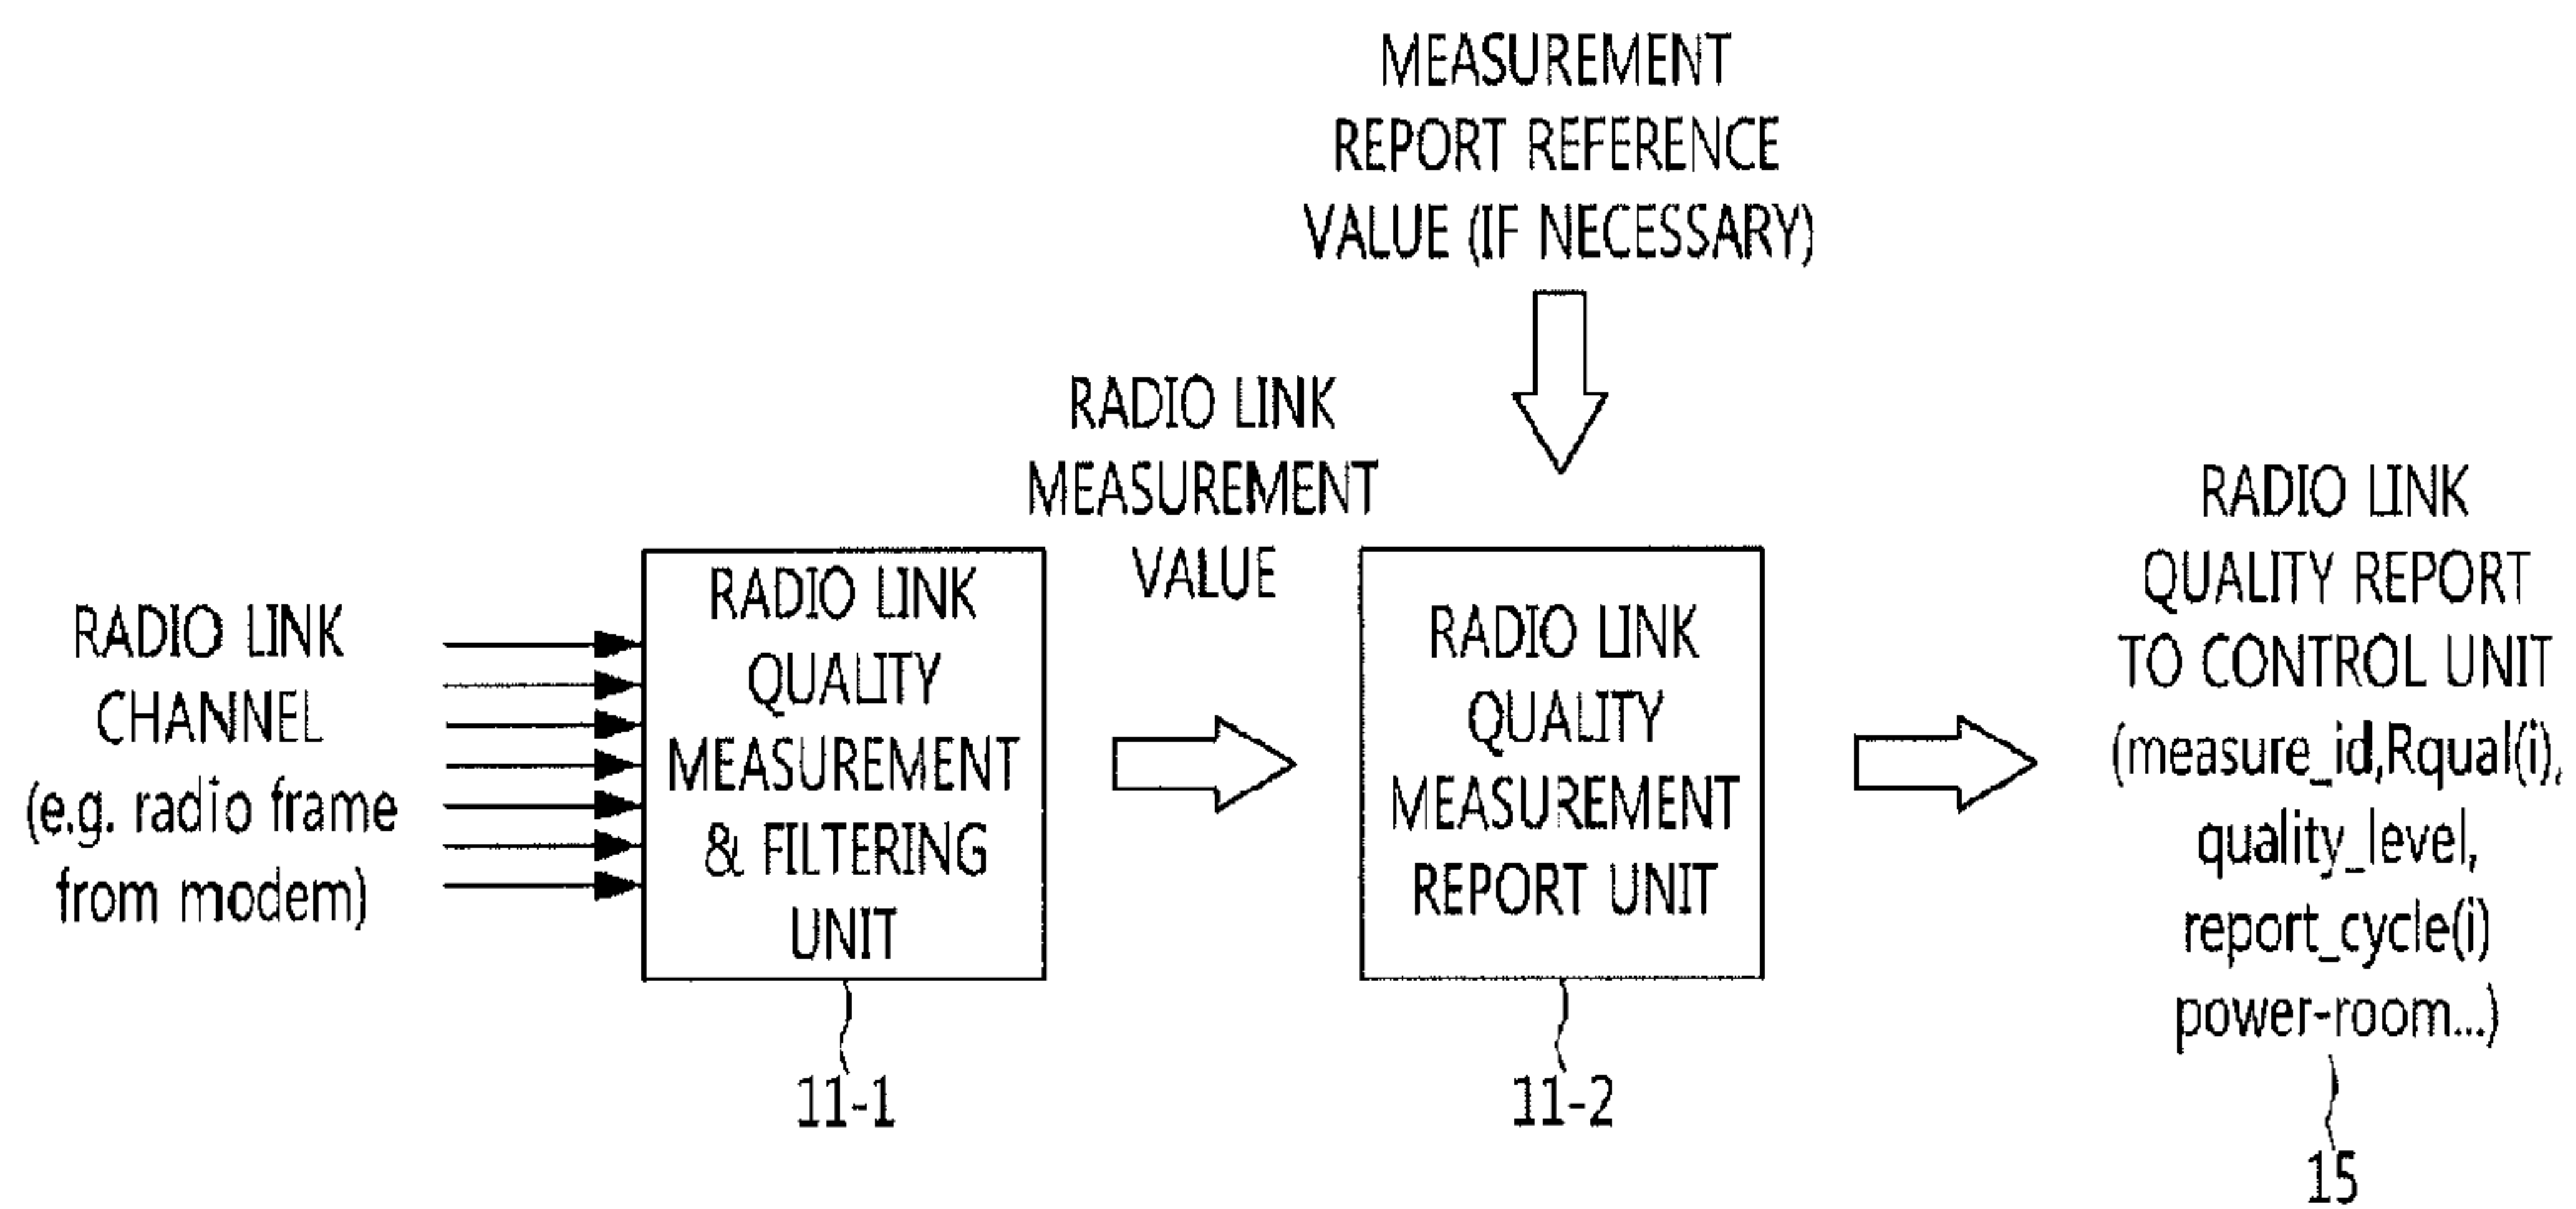 MEASUREMENT
REPORT REFERENCE
VALUE (IF NECESSARY)
RADIO LINK
CHANNEL
(e.g. radio frame
from modem)
RADIO LINK
QUALITY
MEASUREMENT
& FILTERING
UNIT
11-1
RADIO LINK
MEASUREMENT
VALUE
RADIO LINK
QUALITY
MEASUREMENT
REPORT UNIT
11-2
RADIO LINK
QUALITY REPORT
TO CONTROL UNIT
(measure_id,Rqual(i),
quality_level,
report_cycle(i)
power-room...)
15